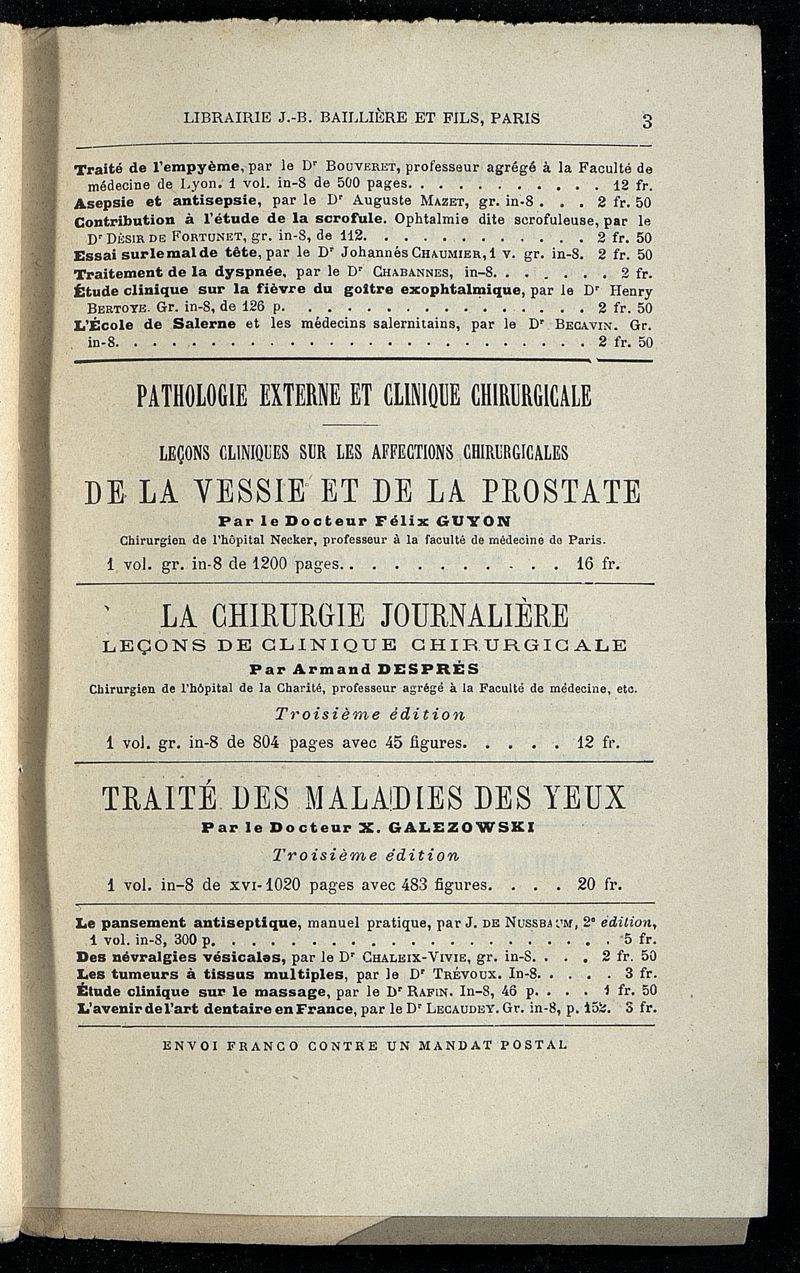 LIBRAIRIE J.-B. BAILLIÈRE ET FILS, PARIS 3
Traité de l'empyème, par le Dr BOUVERET, professeur agrégé à la Faculté de
médecine de Lyon. 1 vol. in-8 de 500 pages. . . . . . . . . . . 12 fr.
Asepsie et antisepsie, par le Dr Auguste MAZET, gr. in-8 . . . 2 fr. 50
Contribution à l'étude de la scrofule. Ophtalmie dite scrofuleuse, par le
Dr DÉSIR DE FORTUNET, gr. in-8, de 112. . . . . . . . . . . . 2 fr. 50
Essai sur le mal de tête, par le Dr Johannés CHAUMIER, 1 v. gr. in-8. 2 fr. 50
Traitement de la dyspnée, par le Dr CHABANNES, in-8. . . . . . . 2 fr.
Étude clinique sur la fièvre du goitre exophtalmique, par le Dr Henry
BERTOYE. Gr. in-8, de 126 p. . . . . . . . . . . . . . . . 2 fr. 50
L'École de Salerne et les médecins salernitains, par le Dr BECAVIN. Gr.
in-8. . . . . . . . . . . . . . . . . . . . . . . . . 2 fr. 50
PATHOLOGIE EXTERNE ET CLINIQUE CHIRURGICALE
LEÇONS CLINIQUES SUR LES AFFECTIONS CHIRURGICALES
DE LA VESSIE ET DE LA PROSTATE
Par le Docteur Félix GUYON
Chirurgien de l'hôpital Necker, professeur à la faculté de médecine de Paris.
1 vol. gr. in-8 de 1200 pages. . . . . . . . . . . 16 fr.
LA CHIRURGIE JOURNALIÈRE
LEÇONS DE CLINIQUE CHIRURGICALE
Par Armand DESPRÉS
Chirurgien de l'hôpital de la Charité, professeur agrégé à la Faculté de médecine, etc.
Troisième édition
1 vol. gr. in-8 de 804 pages avec 45 figures. . . . . 12 fr.
TRAITÉ DES MALADIES DES YEUX
Par le Docteur X. GALEZOWSKI
Troisième édition
1 vol. in-8 de XVI-1020 pages avec 483 figures. . . . 20 fr.
Le pansement antiseptique, manuel pratique, par J. DE NUSSBAUM, 2e édition,
1 vol. in-8, 300 p. . . . . . . . . . . . . . . . . . . . 5 fr.
Des névralgies vésicales, par le Dr CHALEIX-VIVIE, gr. in-8. . . . 2 fr. 50
Les tumeurs à tissus multiples, par le Dr TRÉVOUX. In-8. . . . . 3 fr.
Étude clinique sur le massage, par le Dr RAFIN. In-8, 46 p. . . . 1 fr. 50
L'avenir de l'art dentaire en France, par le Dr LECAUDEY. Gr. in-8, p. 152. 3 fr.
ENVOI FRANCO CONTRE UN MANDAT POSTAL